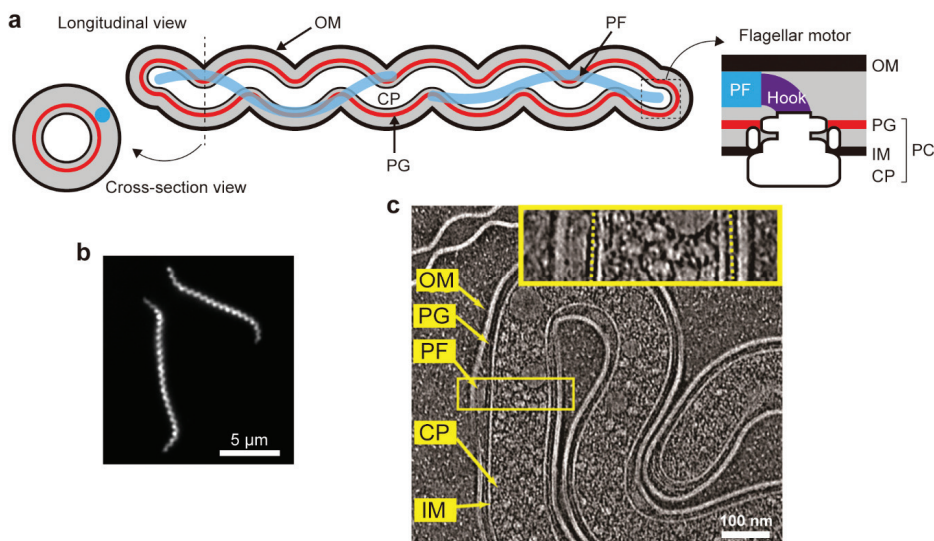 a
Longitudinal view
OM
PF
Flagellar motor
CP
PG
Cross-section view
OM
PF
Hook
PG
IM
CP
PC
b
5 μm
c
OM
PG
PF
CP
IM
100 nm